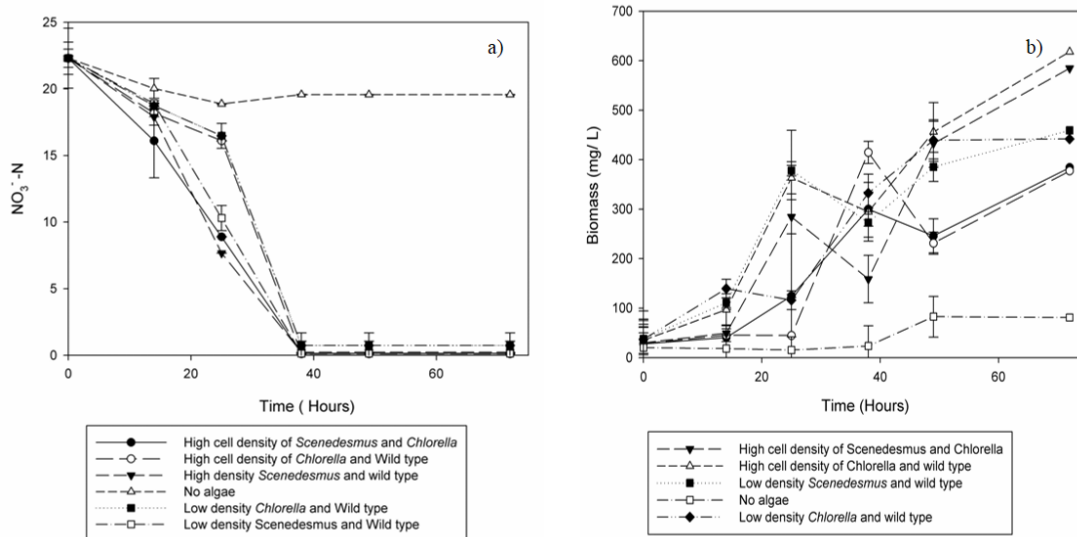 a)
25
20
15
10
5
0
NO3⁻-N
0
20
40
60
Time ( Hours)
High cell density of Scenedesmus and Chlorella
High cell density of Chlorella and Wild type
High density Scenedesmus and wild type
No algae
Low density Chlorella and Wild type
Low density Scenedesmus and Wild type
b)
700
600
500
400
300
200
100
0
Biomass (mg/ L)
0
20
40
60
Time (Hours)
High cell density of Scenedesmus and Chlorella
High cell density of Chlorella and wild type
Low density Scenedesmus and wild type
No algae
Low density Chlorella and wild type